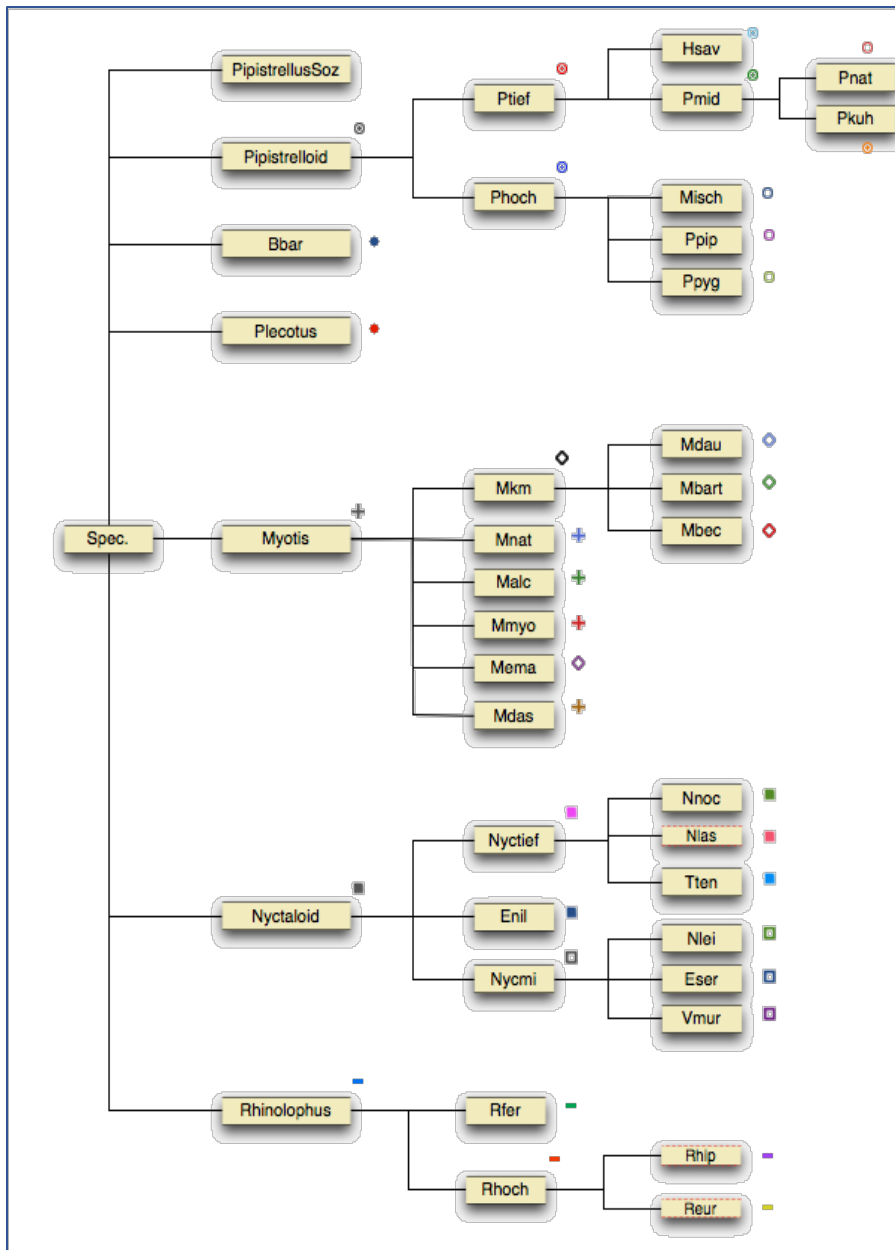 Hsav
PipistrellusSoz
Pnat
Ptief
Pmid
Pkuh
Pipistrelloid
Phoch
Misch
Bbar
Ppip
Ppyg
Plecotus
Mdau
Mkm
Mbart
Spec.
Myotis
Mnat
Mbec
Malc
Mmyo
Mema
Mdas
Nnoc
Nyctief
Nlas
Tten
Nyctaloid
Enil
Nlei
Nycmi
Eser
Vmur
Rhinolophus
Rfer
Rhip
Rhoch
Reur